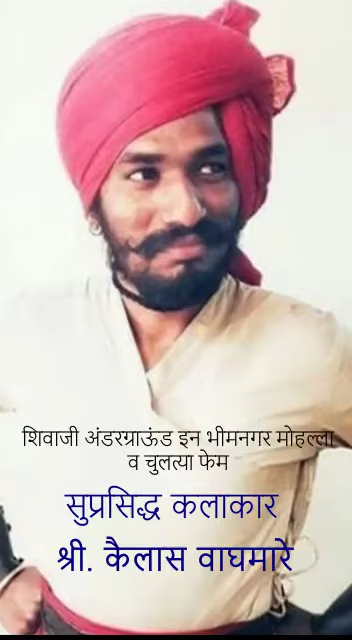 शिवाजी अंडरग्राऊंड इन भीमनगर मोहल्ला
व चुलत्या फेम
सुप्रसिद्ध कलाकार
श्री. कैलास वाघमारे